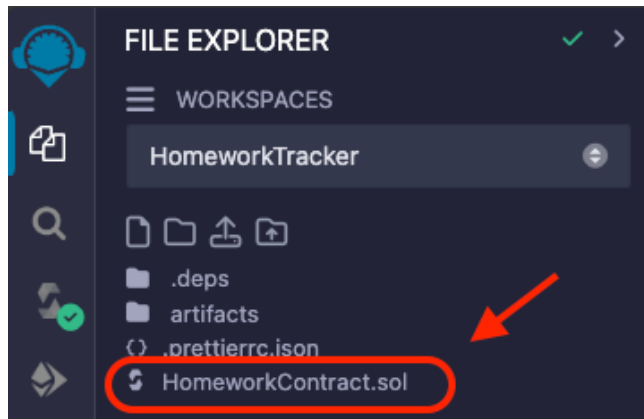 FILE EXPLORER
WORKSPACES
HomeworkTracker
.deps
artifacts
.prettierrc.json
HomeworkContract.sol